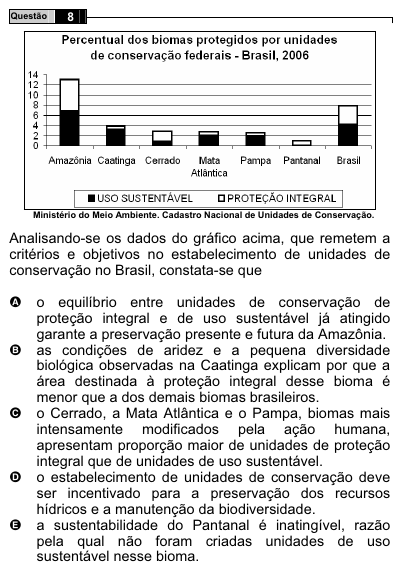 Questão 8
Percentual dos biomas protegidos por unidades
de conservação federais - Brasil, 2006
14
12
10
8
6
4
2
0
Amazônia Caatinga Cerrado Mata Atlântica Pampa Pantanal Brasil
USO SUSTENTÁVEL PROTEÇÃO INTEGRAL
Ministério do Meio Ambiente. Cadastro Nacional de Unidades de Conservação.
Analisando-se os dados do gráfico acima, que remetem a
critérios e objetivos no estabelecimento de unidades de
conservação no Brasil, constata-se que
A o equilíbrio entre unidades de conservação de
proteção integral e de uso sustentável já atingido
garante a preservação presente e futura da Amazônia.
B as condições de aridez e a pequena diversidade
biológica observadas na Caatinga explicam por que a
área destinada à proteção integral desse bioma é
menor que a dos demais biomas brasileiros.
C o Cerrado, a Mata Atlântica e o Pampa, biomas mais
intensamente modificados pela ação humana,
apresentam proporção maior de unidades de proteção
integral que de unidades de uso sustentável.
D o estabelecimento de unidades de conservação deve
ser incentivado para a preservação dos recursos
hídricos e a manutenção da biodiversidade.
E a sustentabilidade do Pantanal é inatingível, razão
pela qual não foram criadas unidades de uso
sustentável nesse bioma.